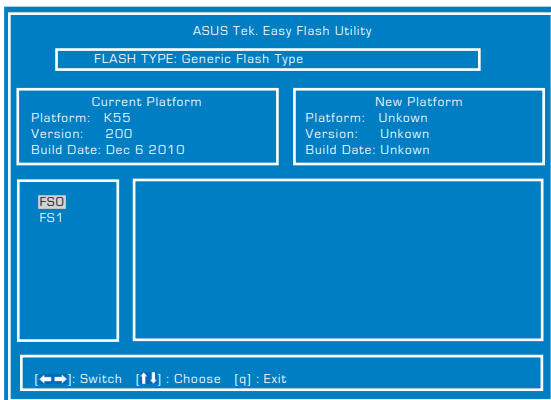 ASUS Tek. Easy Flash Utility
FLASH TYPE: Generic Flash Type
Current Platform
Platform: K55
Version: 200
Build Date: Dec 6 2010
New Platform
Platform: Unkown
Version: Unkown
Build Date: Unkown
FS0
FS1
[←→]: Switch [↑↓] : Choose [q] : Exit